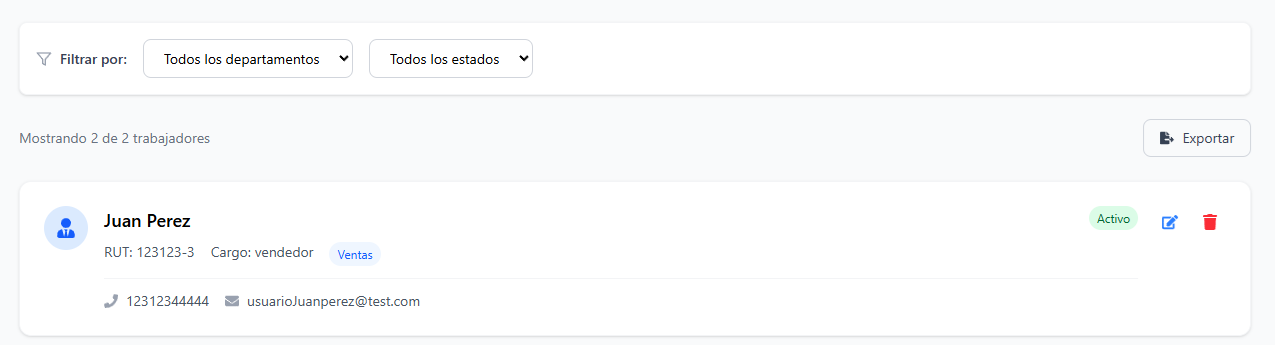 Filtrar por: Todos los departamentos Todos los estados
Mostrando 2 de 2 trabajadores Exportar
Juan Perez Activo
RUT: 123123-3 Cargo: vendedor Ventas
12312344444 usuarioJuanperez@test.com